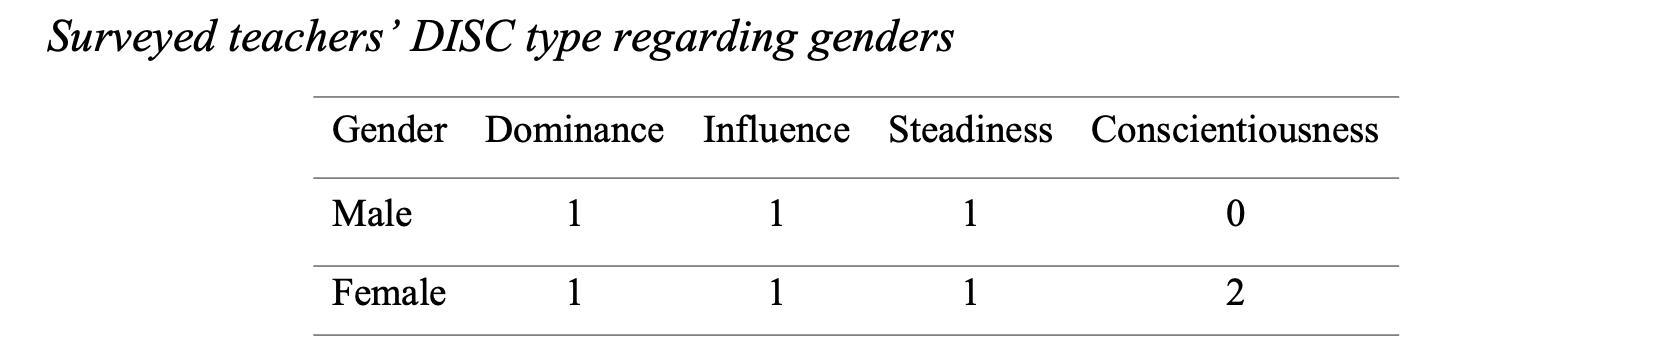 Surveyed teachers’ DISC type regarding genders
Gender Dominance Influence Steadiness Conscientiousness
Male 1 1 1 0
Female 1 1 1 2